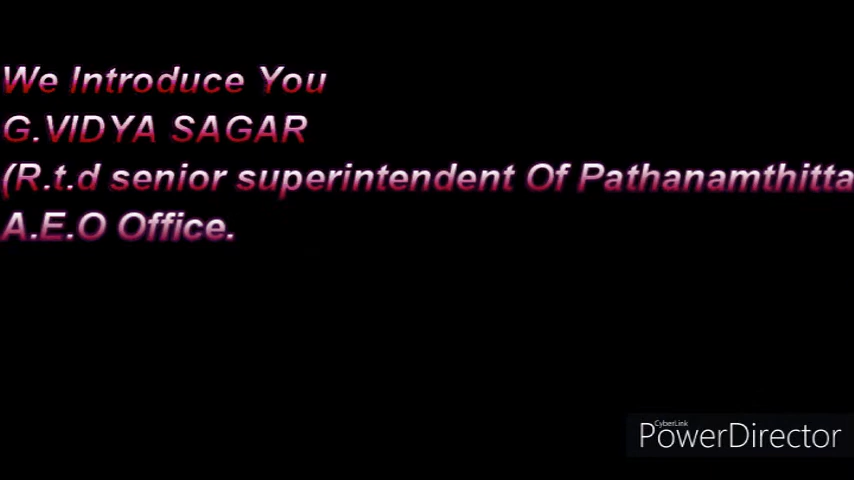 We Introduce You
G.VIDYA SAGAR
(R.t.d senior superintendent Of Pathanamthitta
A.E.O Office.
CyberLink
PowerDirector